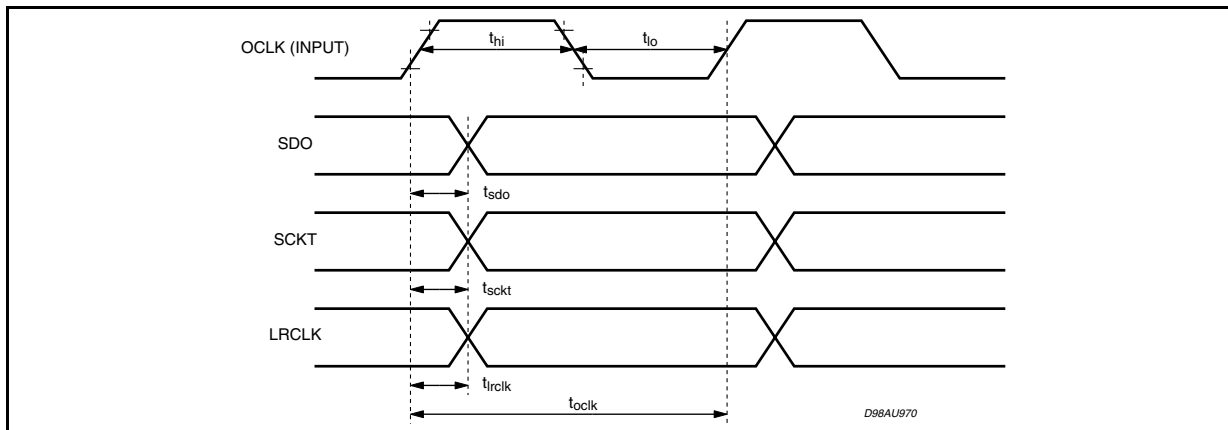 OCLK (INPUT)
thi
tlo
SDO
tsdo
SCKT
tsckt
LRCLK
tlrclk
toclk
D98AU970